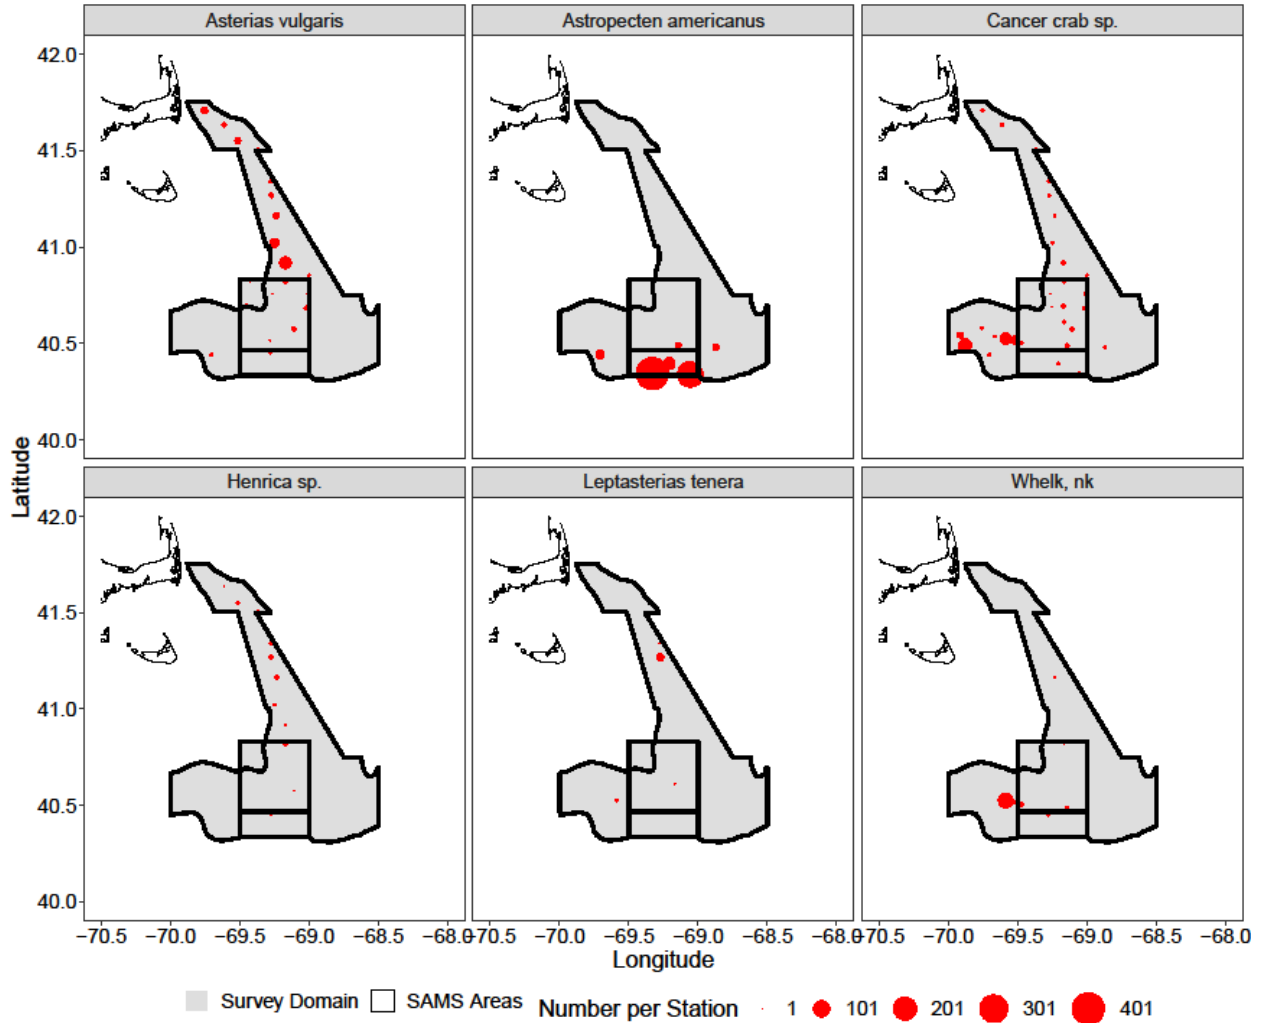 Asterias vulgaris
Astropecten americanus
Cancer crab sp.
42.0
41.5
41.0
40.5
40.0
Henrica sp.
Leptasterias tenera
Whelk, nk
42.0
41.5
41.0
40.5
40.0
Latitude
−70.5 −70.0 −69.5 −69.0 −68.5 −68.0
−70.5 −70.0 −69.5 −69.0 −68.5 −68.0
−70.5 −70.0 −69.5 −69.0 −68.5 −68.0
Longitude
Survey Domain SAMS Areas Number per Station 1 101 201 301 401